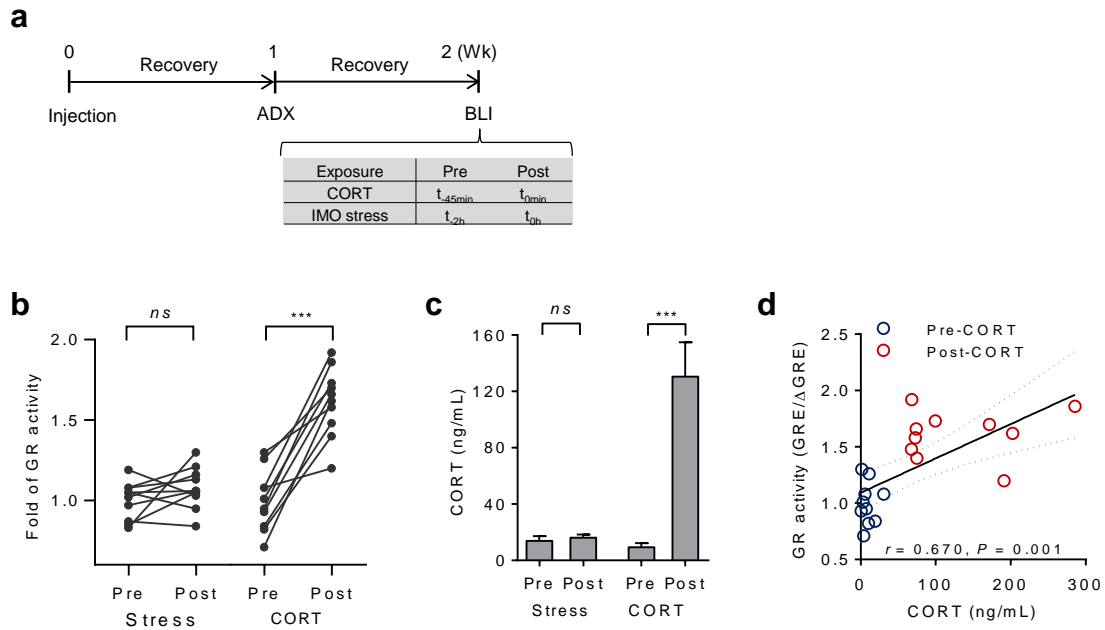 a
0 1 2 (Wk)
Recovery Recovery
Injection ADX BLI
Exposure Pre Post
CORT t-45min t0min
IMO stress t-2h t0h
b
ns ***
Fold of GR activity
2.0
1.5
1.0
Pre Post Pre Post
Stress CORT
c
ns ***
CORT (ng/mL)
160
120
80
40
0
Pre Post Pre Post
Stress CORT
d
Pre-CORT
Post-CORT
GR activity (GRE/ΔGRE)
2.5
2.0
1.5
1.0
0.5
r = 0.670, P = 0.001
0 100 200 300
CORT (ng/mL)